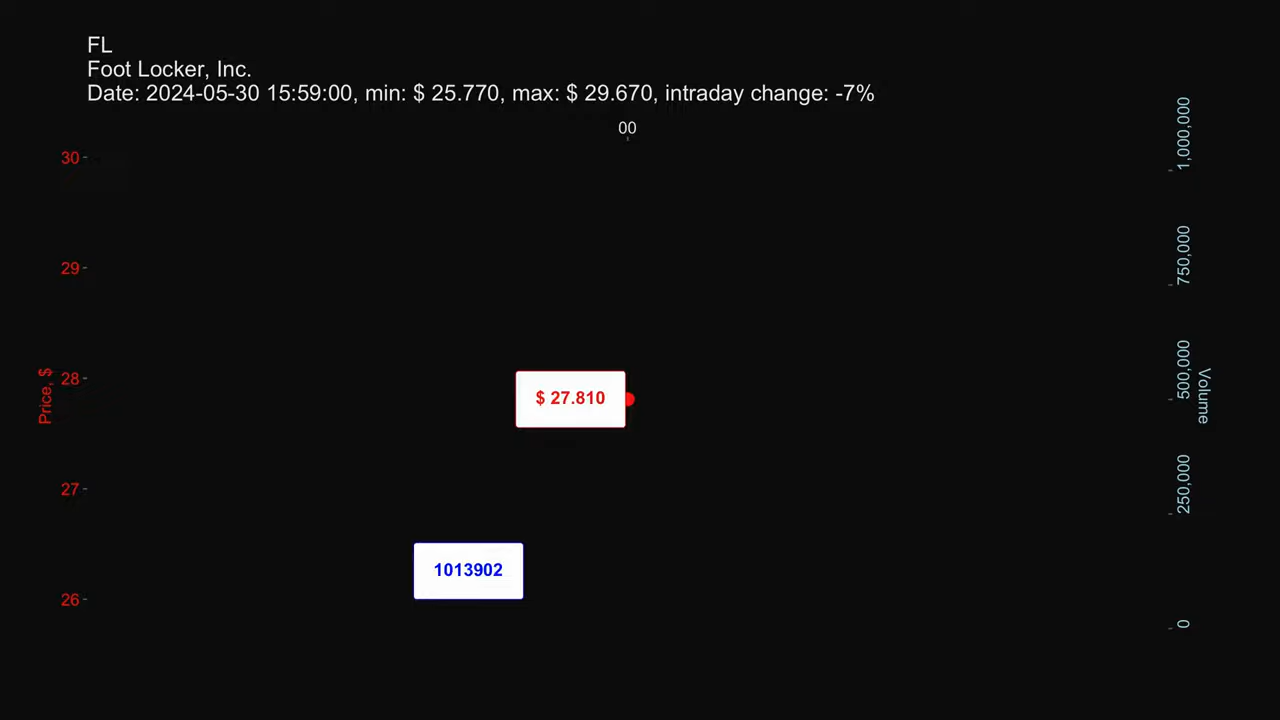 FL
Foot Locker, Inc.
Date: 2024-05-30 15:59:00, min: $ 25.770, max: $ 29.670, intraday change: -7%
00
30
29
28
27
26
Price, $
$ 27.810
1013902
1,000,000
750,000
500,000
250,000
0
Volume